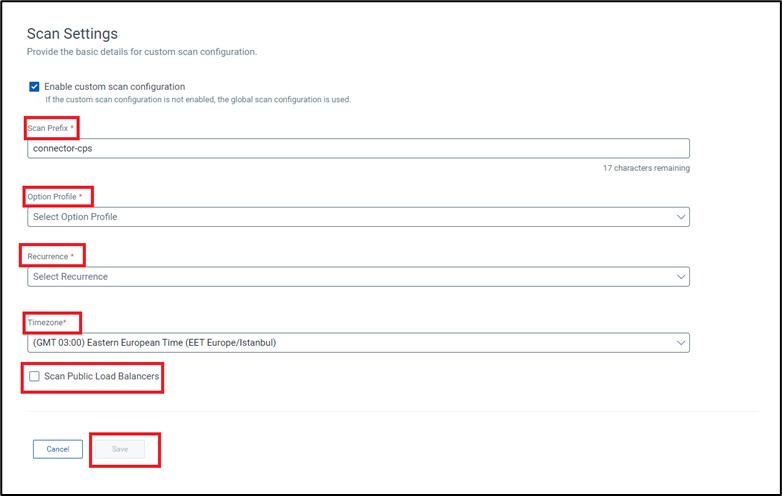 Scan Settings
Provide the basic details for custom scan configuration.
Enable custom scan configuration
If the custom scan configuration is not enabled, the global scan configuration is used.
Scan Prefix *
connector-cps
17 characters remaining
Option Profile *
Select Option Profile
Recurrence *
Select Recurrence
Timezone*
(GMT 03:00) Eastern European Time (EET Europe/Istanbul)
Scan Public Load Balancers
Cancel
Save